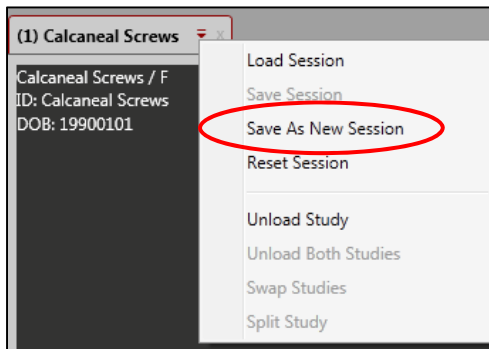 (1) Calcaneal Screws
Calcaneal Screws / F
ID: Calcaneal Screws
DOB: 19900101
Load Session
Save Session
Save As New Session
Reset Session
Unload Study
Unload Both Studies
Swap Studies
Split Study